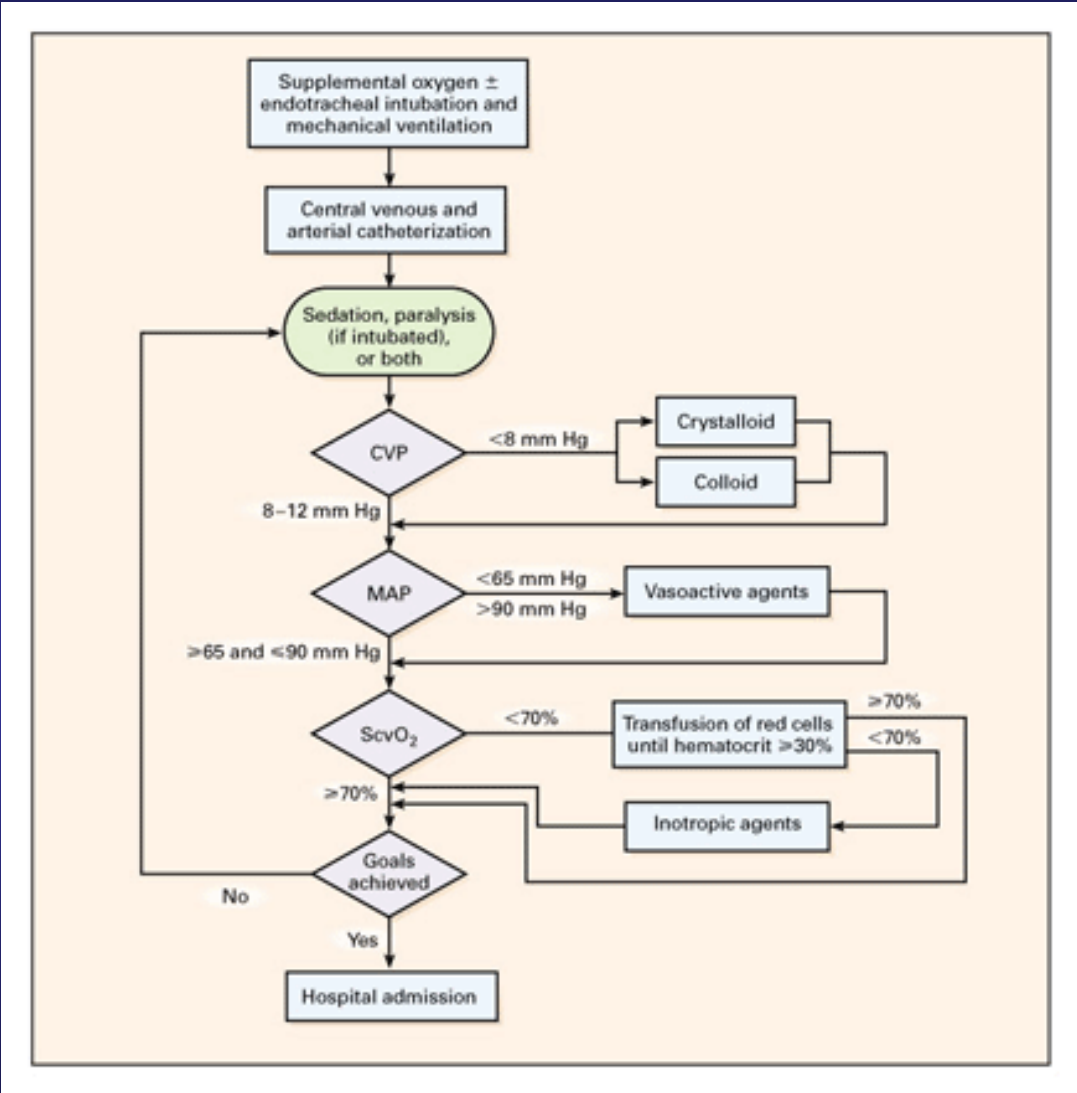 Supplemental oxygen ±
endotracheal intubation and
mechanical ventilation
Central venous and
arterial catheterization
Sedation, paralysis
(if intubated),
or both
CVP
<8 mm Hg
Crystalloid
Colloid
8–12 mm Hg
MAP
<65 mm Hg
>90 mm Hg
Vasoactive agents
≥65 and ≤90 mm Hg
ScvO₂
<70%
Transfusion of red cells
until hematocrit ≥30%
≥70%
<70%
≥70%
Inotropic agents
Goals
achieved
No
Yes
Hospital admission